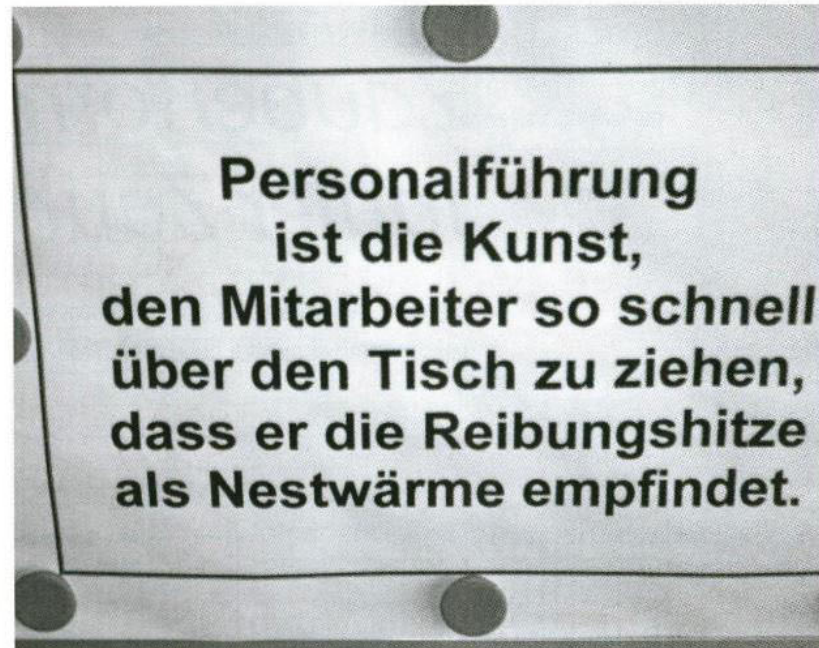 Personalführung
ist die Kunst,
den Mitarbeiter so schnell
über den Tisch zu ziehen,
dass er die Reibungshitze
als Nestwärme empfindet.